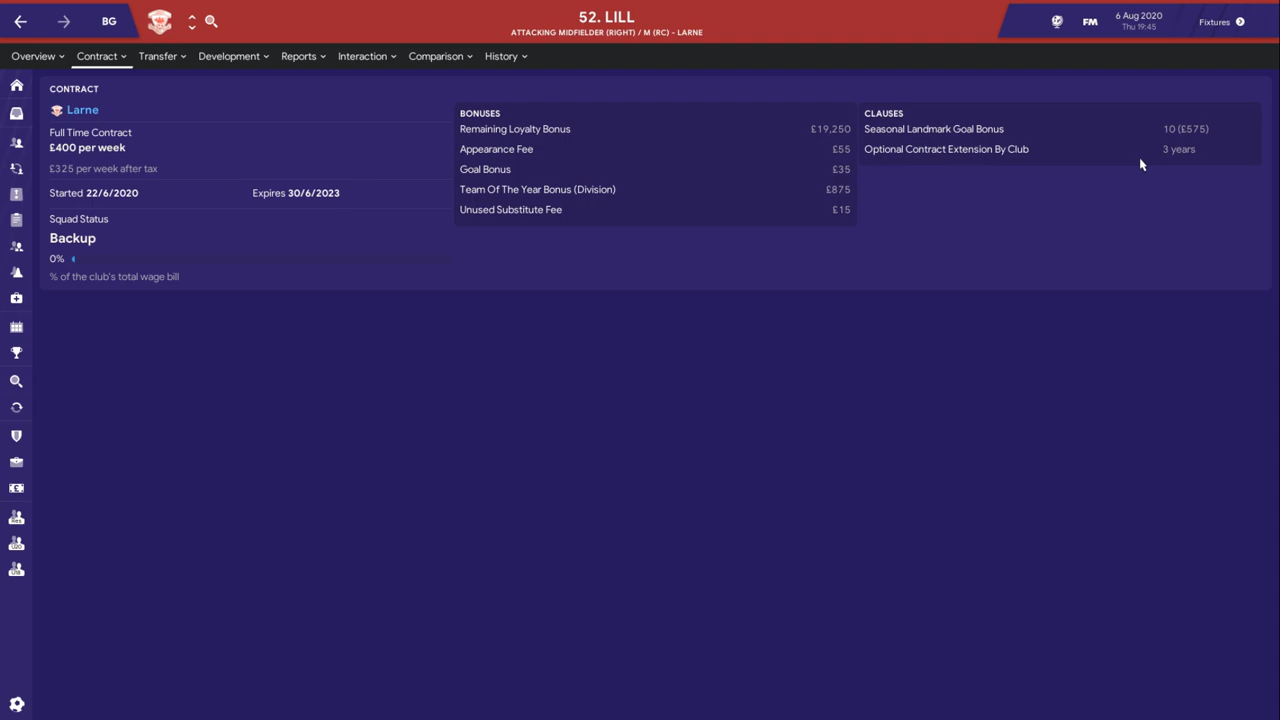 BG
52. LILL
ATTACKING MIDFIELDER (RIGHT) / M (RC) - LARNE
FM
6 Aug 2020
Thu 19:45
Fixtures
Overview
Contract
Transfer
Development
Reports
Interaction
Comparison
History
CONTRACT
Larne
Full Time Contract
£400 per week
£325 per week after tax
Started 22/6/2020
Expires 30/6/2023
Squad Status
Backup
0%
% of the club's total wage bill
BONUSES
Remaining Loyalty Bonus £19,250
Appearance Fee £55
Goal Bonus £35
Team Of The Year Bonus (Division) £875
Unused Substitute Fee £15
CLAUSES
Seasonal Landmark Goal Bonus 10 (£575)
Optional Contract Extension By Club 3 years
Res
U20
U18